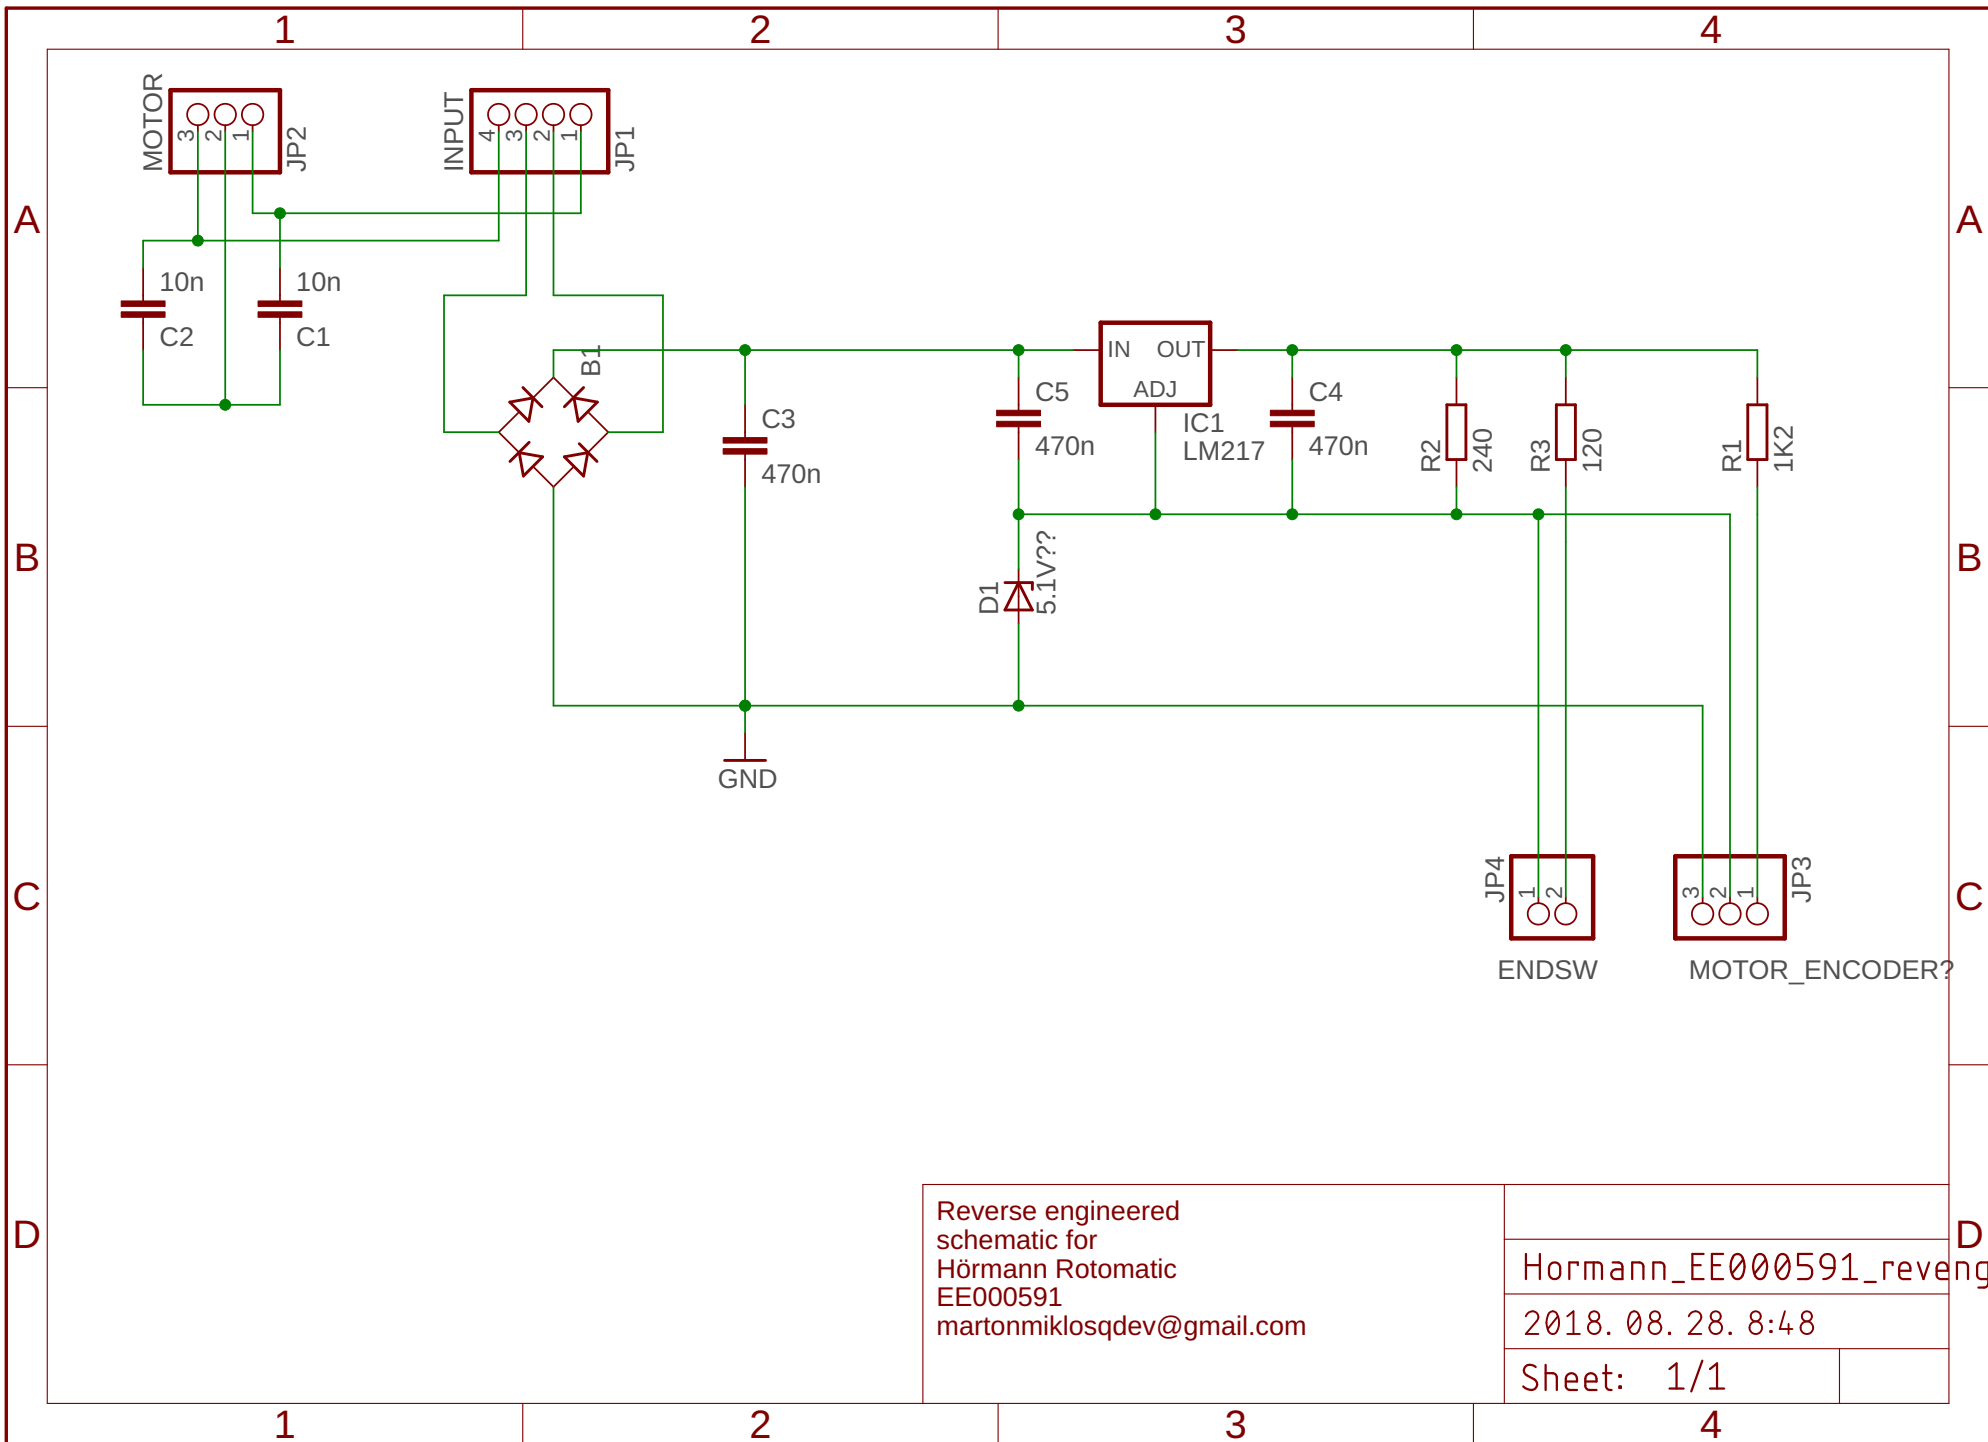 1 2 3 4
MOTOR
3 2 1
JP2
INPUT
4 3 2 1
JP1
A A
10n
C2
10n
C1
B1
C3
470n
C5
470n
IN OUT
ADJ
IC1
LM217
C4
470n
R2
240
R3
120
R1
1K2
B B
D1
5.1V??
GND
C C
JP4
1 2
ENDSW
3 2 1
JP3
MOTOR_ENCODER?
D D
Reverse engineered
schematic for
Hörmann Rotomatic
EE000591
martonmiklosqdev@gmail.com
Hormann_EE000591_reveng
2018. 08. 28. 8:48
Sheet: 1/1
1 2 3 4